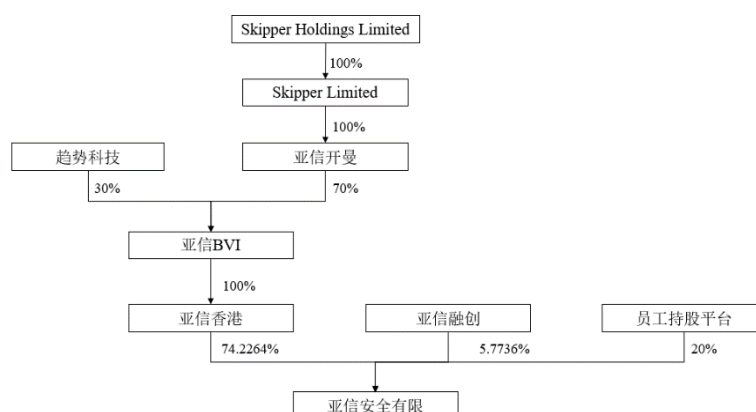 Skipper Holdings Limited
100%
Skipper Limited
100%
趋势科技
亚信开曼
30%
70%
亚信BVI
100%
亚信香港
亚信融创
员工持股平台
74.2264%
5.7736%
20%
亚信安全有限